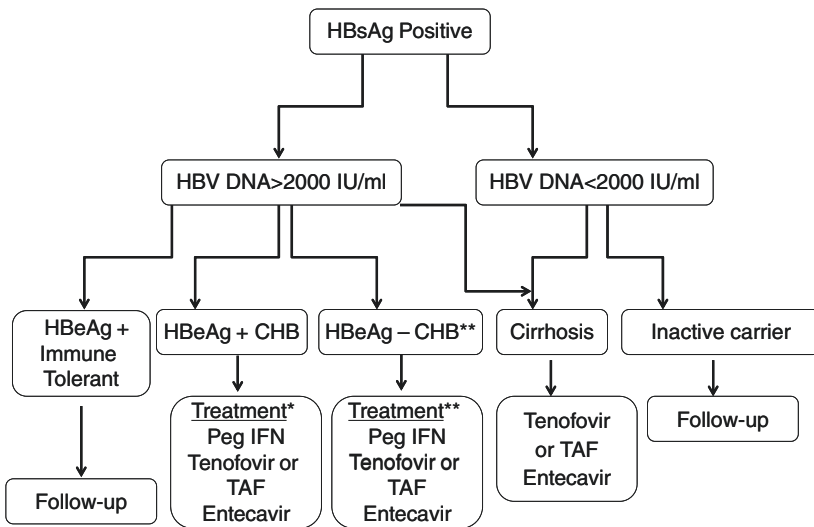 HBsAg Positive
HBV DNA>2000 IU/ml
HBV DNA<2000 IU/ml
HBeAg +
Immune
Tolerant
HBeAg + CHB
HBeAg – CHB**
Cirrhosis
Inactive carrier
Follow-up
Treatment*
Peg IFN
Tenofovir or
TAF
Entecavir
Treatment**
Peg IFN
Tenofovir or
TAF
Entecavir
Tenofovir
or TAF
Entecavir
Follow-up